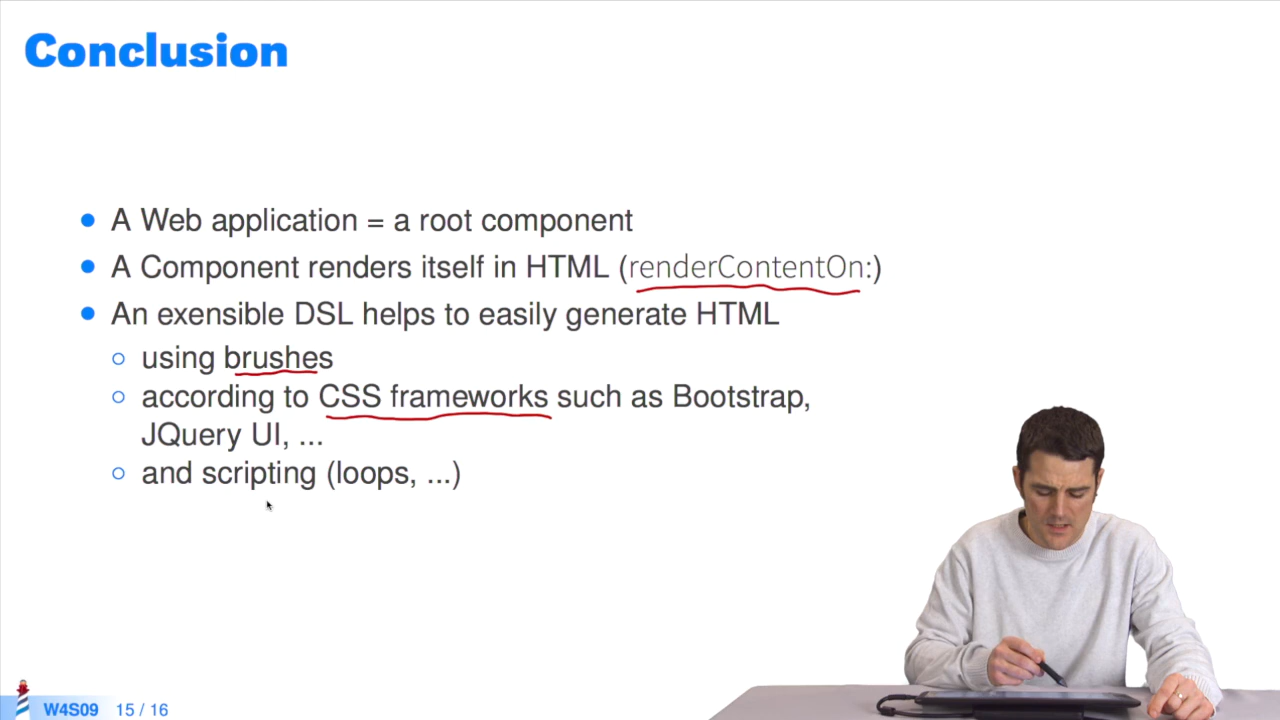 Conclusion
A Web application = a root component
A Component renders itself in HTML (renderContentOn:)
An exensible DSL helps to easily generate HTML
using brushes
according to CSS frameworks such as Bootstrap,
JQuery UI, ...
and scripting (loops, ...)
W4S09 15 / 16